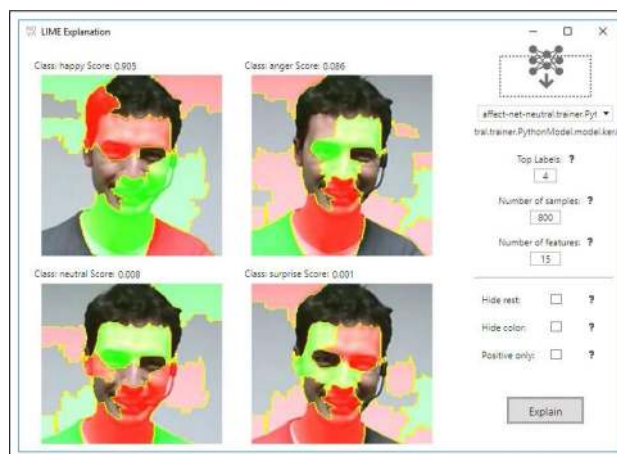 LIME Explanation
Class: happy Score: 0.905
Class: anger Score: 0.086
Class: neutral Score: 0.008
Class: surprise Score: 0.001
affect-net-neutral.trainer.Pyt
tral.trainer.PythonModel.model.kera
Top Labels: ?
4
Number of samples: ?
800
Number of features: ?
15
Hide rest: ?
Hide color: ?
Positive only: ?
Explain